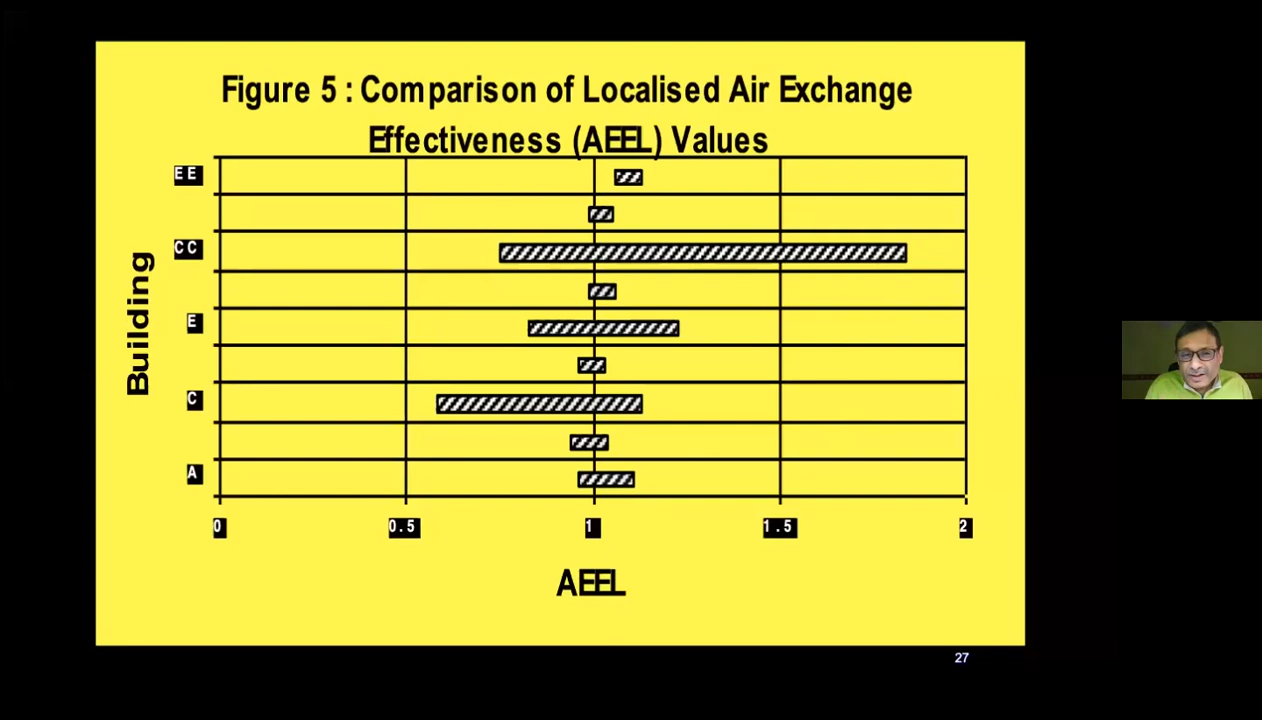 Figure 5 : Comparison of Localised Air Exchange
Effectiveness (AEEL) Values
EE
CC
E
C
A
Building
0 0.5 1 1.5 2
AEEL
27